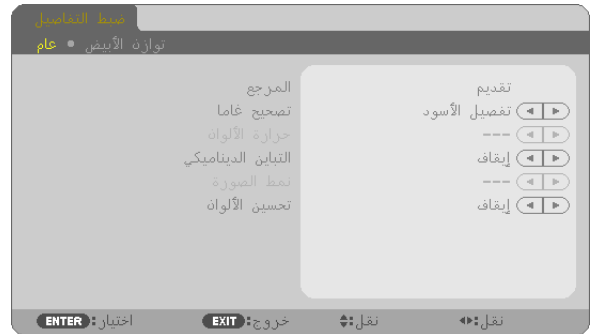 ضبط التفاصيل
عام • توازن الأبيض
المرجع تقديم
تصحيح غاما تفصيل الأسود
حرارة الألوان ---
التباين الديناميكي إيقاف
نمط الصورة ---
تحسين الألوان إيقاف
ENTER :اختيار EXIT :خروج نقل: نقل: